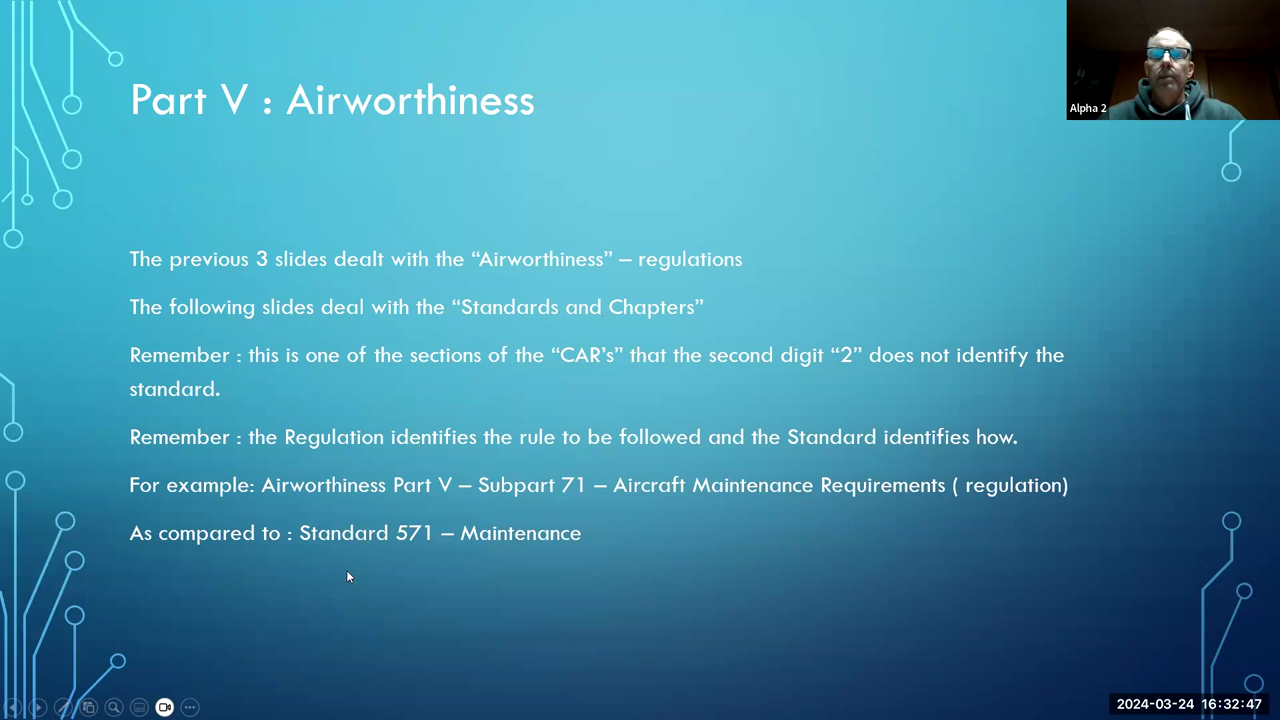 Part V : Airworthiness
Alpha 2
The previous 3 slides dealt with the “Airworthiness” – regulations
The following slides deal with the “Standards and Chapters”
Remember : this is one of the sections of the “CAR’s” that the second digit “2” does not identify the
standard.
Remember : the Regulation identifies the rule to be followed and the Standard identifies how.
For example: Airworthiness Part V – Subpart 71 – Aircraft Maintenance Requirements ( regulation)
As compared to : Standard 571 – Maintenance
2024-03-24 16:32:47